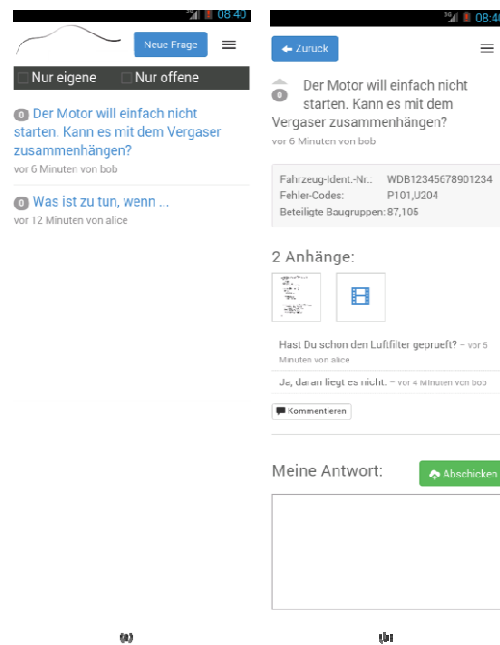 3G 08:40
Neue Frage
Nur eigene Nur offene
0 Der Motor will einfach nicht
starten. Kann es mit dem Vergaser
zusammenhängen?
vor 6 Minuten von bob
0 Was ist zu tun, wenn ...
vor 12 Minuten von alice
(a)
3G 08:40
Zurück
0 Der Motor will einfach nicht
starten. Kann es mit dem
Vergaser zusammenhängen?
vor 6 Minuten von bob
Fahrzeug-Ident.-Nr.: WDB12345678901234
Fehler-Codes: P101,U204
Beteiligte Baugruppen: 87,105
2 Anhänge:
Hast Du schon den Luftfilter geprueft? – vor 5
Minuten von alice
Ja, daran liegt es nicht. – vor 4 Minuten von bob
Kommentieren
Meine Antwort: Abschicken
(b)